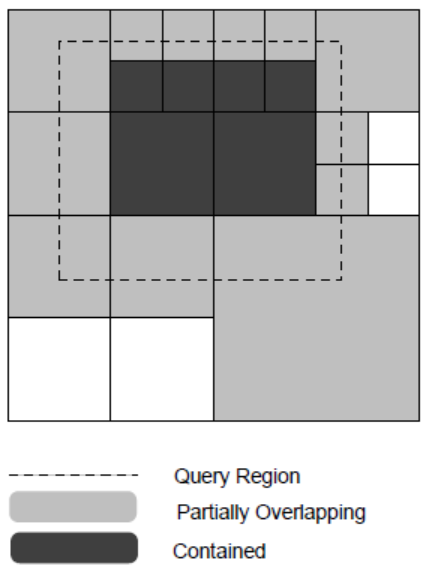 Query Region
Partially Overlapping
Contained